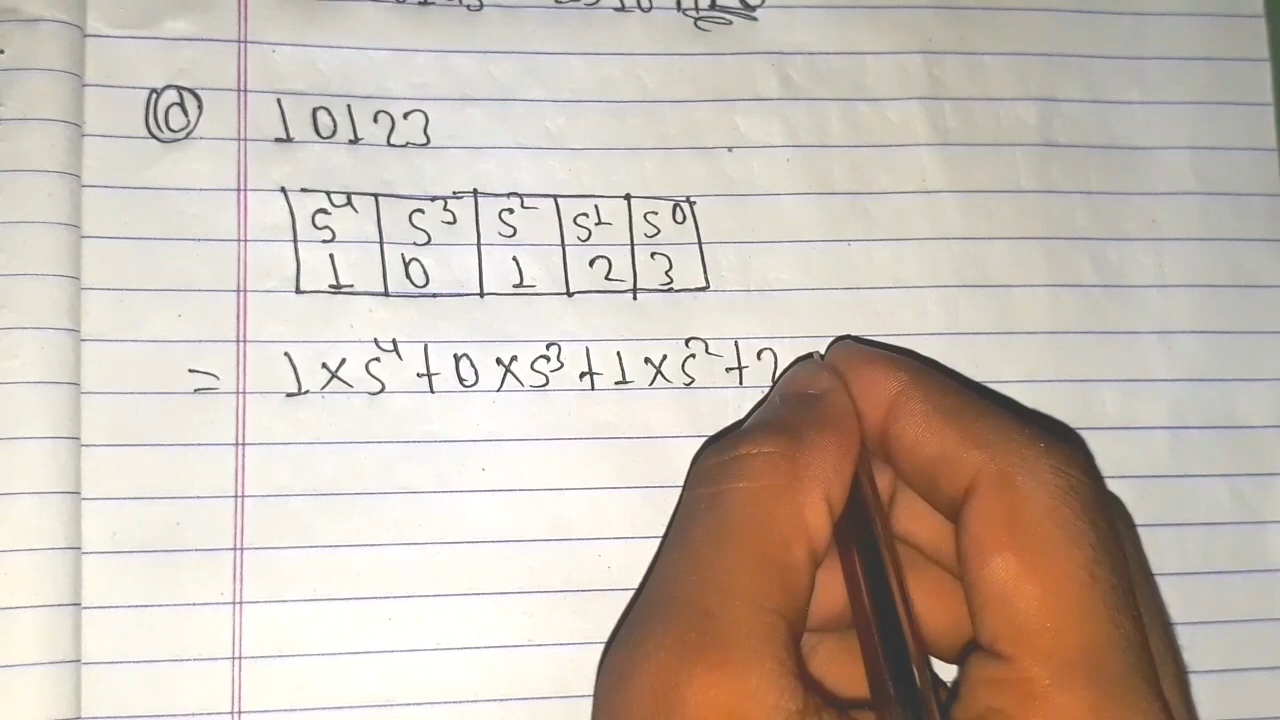 (d) 10123
5⁴ 5³ 5² 5¹ 5⁰
1 0 1 2 3
= 1×5⁴+0×5³+1×5²+2